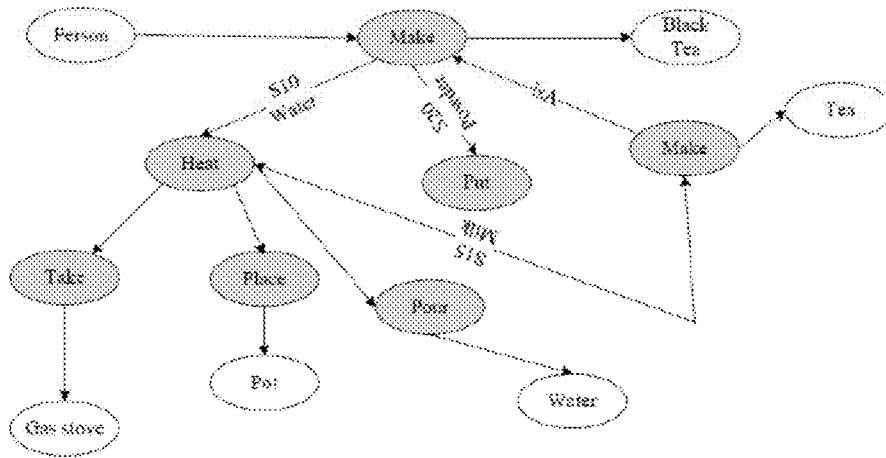 Person
Make
Black
Tea
S10
Water
S20
Powder
isA
Tea
Make
Heat
Put
Milk
S15
Take
Place
Pour
Pot
Water
Gas stove